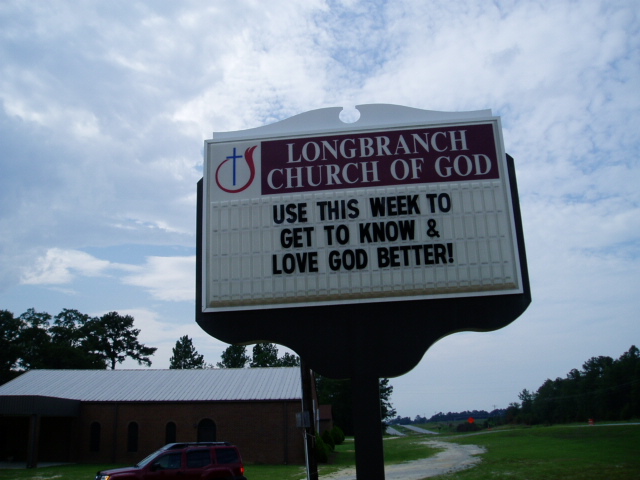 LONGBRANCH
CHURCH OF GOD
USE THIS WEEK TO
GET TO KNOW &
LOVE GOD BETTER!